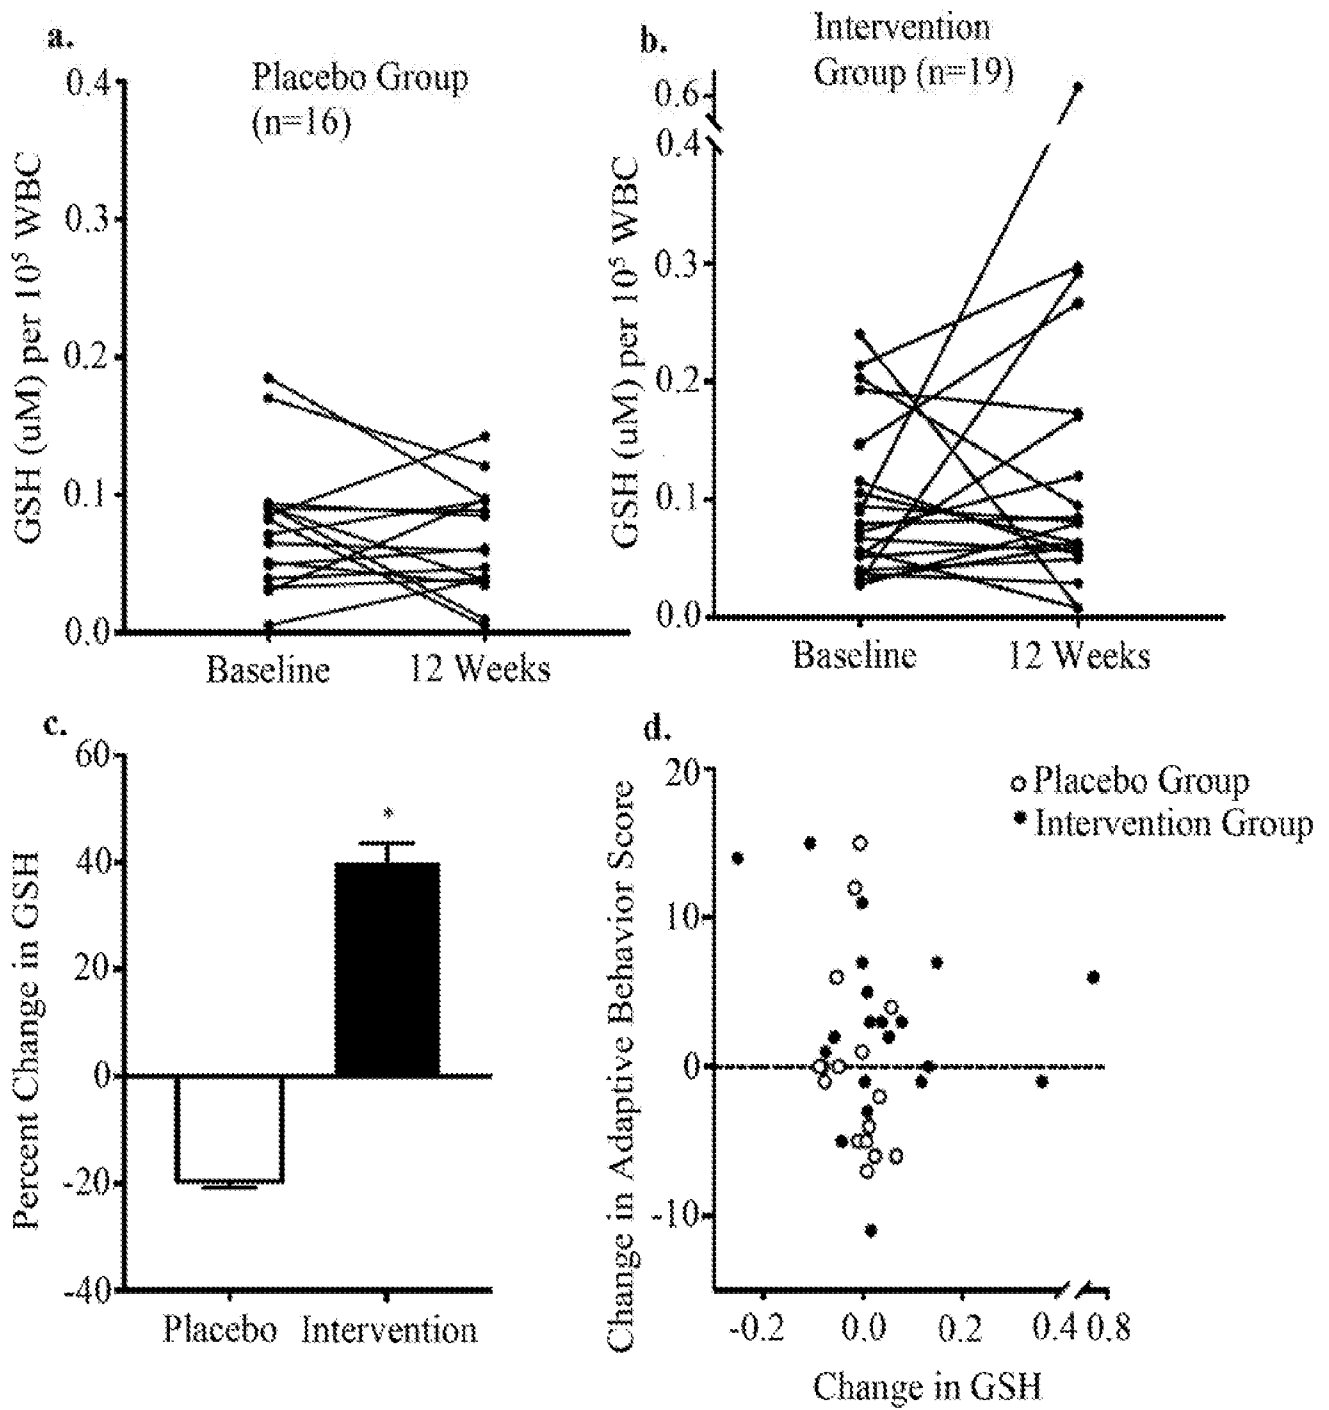 a.
Placebo Group
(n=16)
GSH (uM) per 10⁵ WBC
0.4
0.3
0.2
0.1
0.0
Baseline 12 Weeks
b.
Intervention
Group (n=19)
GSH (uM) per 10⁵ WBC
0.6
0.4
0.3
0.2
0.1
0.0
Baseline 12 Weeks
c.
Percent Change in GSH
60
40
20
0
-20
-40
*
Placebo Intervention
d.
Change in Adaptive Behavior Score
20
10
0
-10
Placebo Group
Intervention Group
-0.2 0.0 0.2 0.4 0.8
Change in GSH